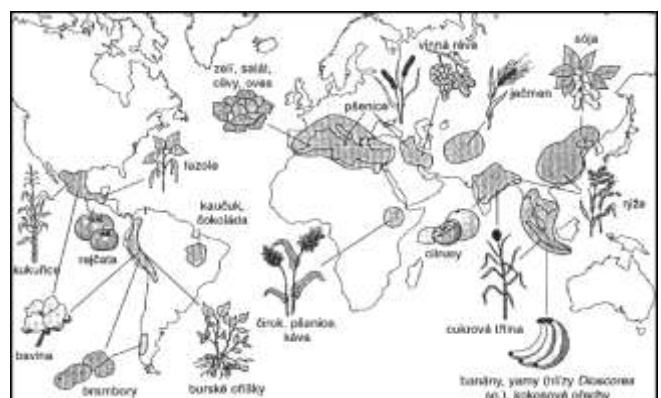 zelí, salát,
olivy, oves
vinná réva
sója
pšenice
ječmen
fazole
kaučuk,
čokoláda
rýže
kukuřice
rajčata
citrusy
čirok, pšenice,
káva
cukrová třtina
bavlna
brambory
burské oříšky
banány, yamy (hlízy Dioscorea
sp.), kokosové ořechy